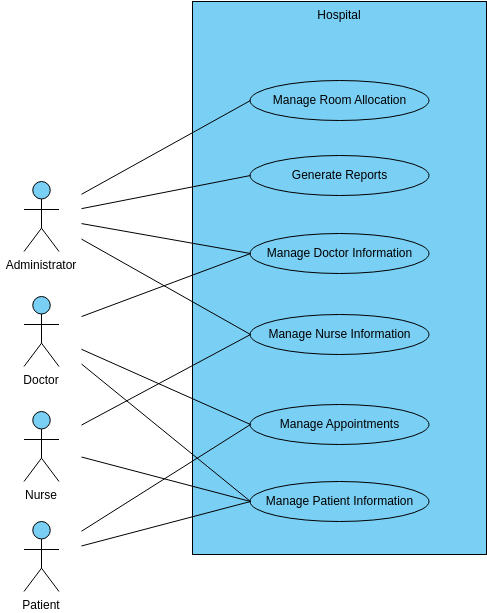 Hospital
Manage Room Allocation
Generate Reports
Manage Doctor Information
Administrator
Manage Nurse Information
Doctor
Manage Appointments
Nurse
Manage Patient Information
Patient